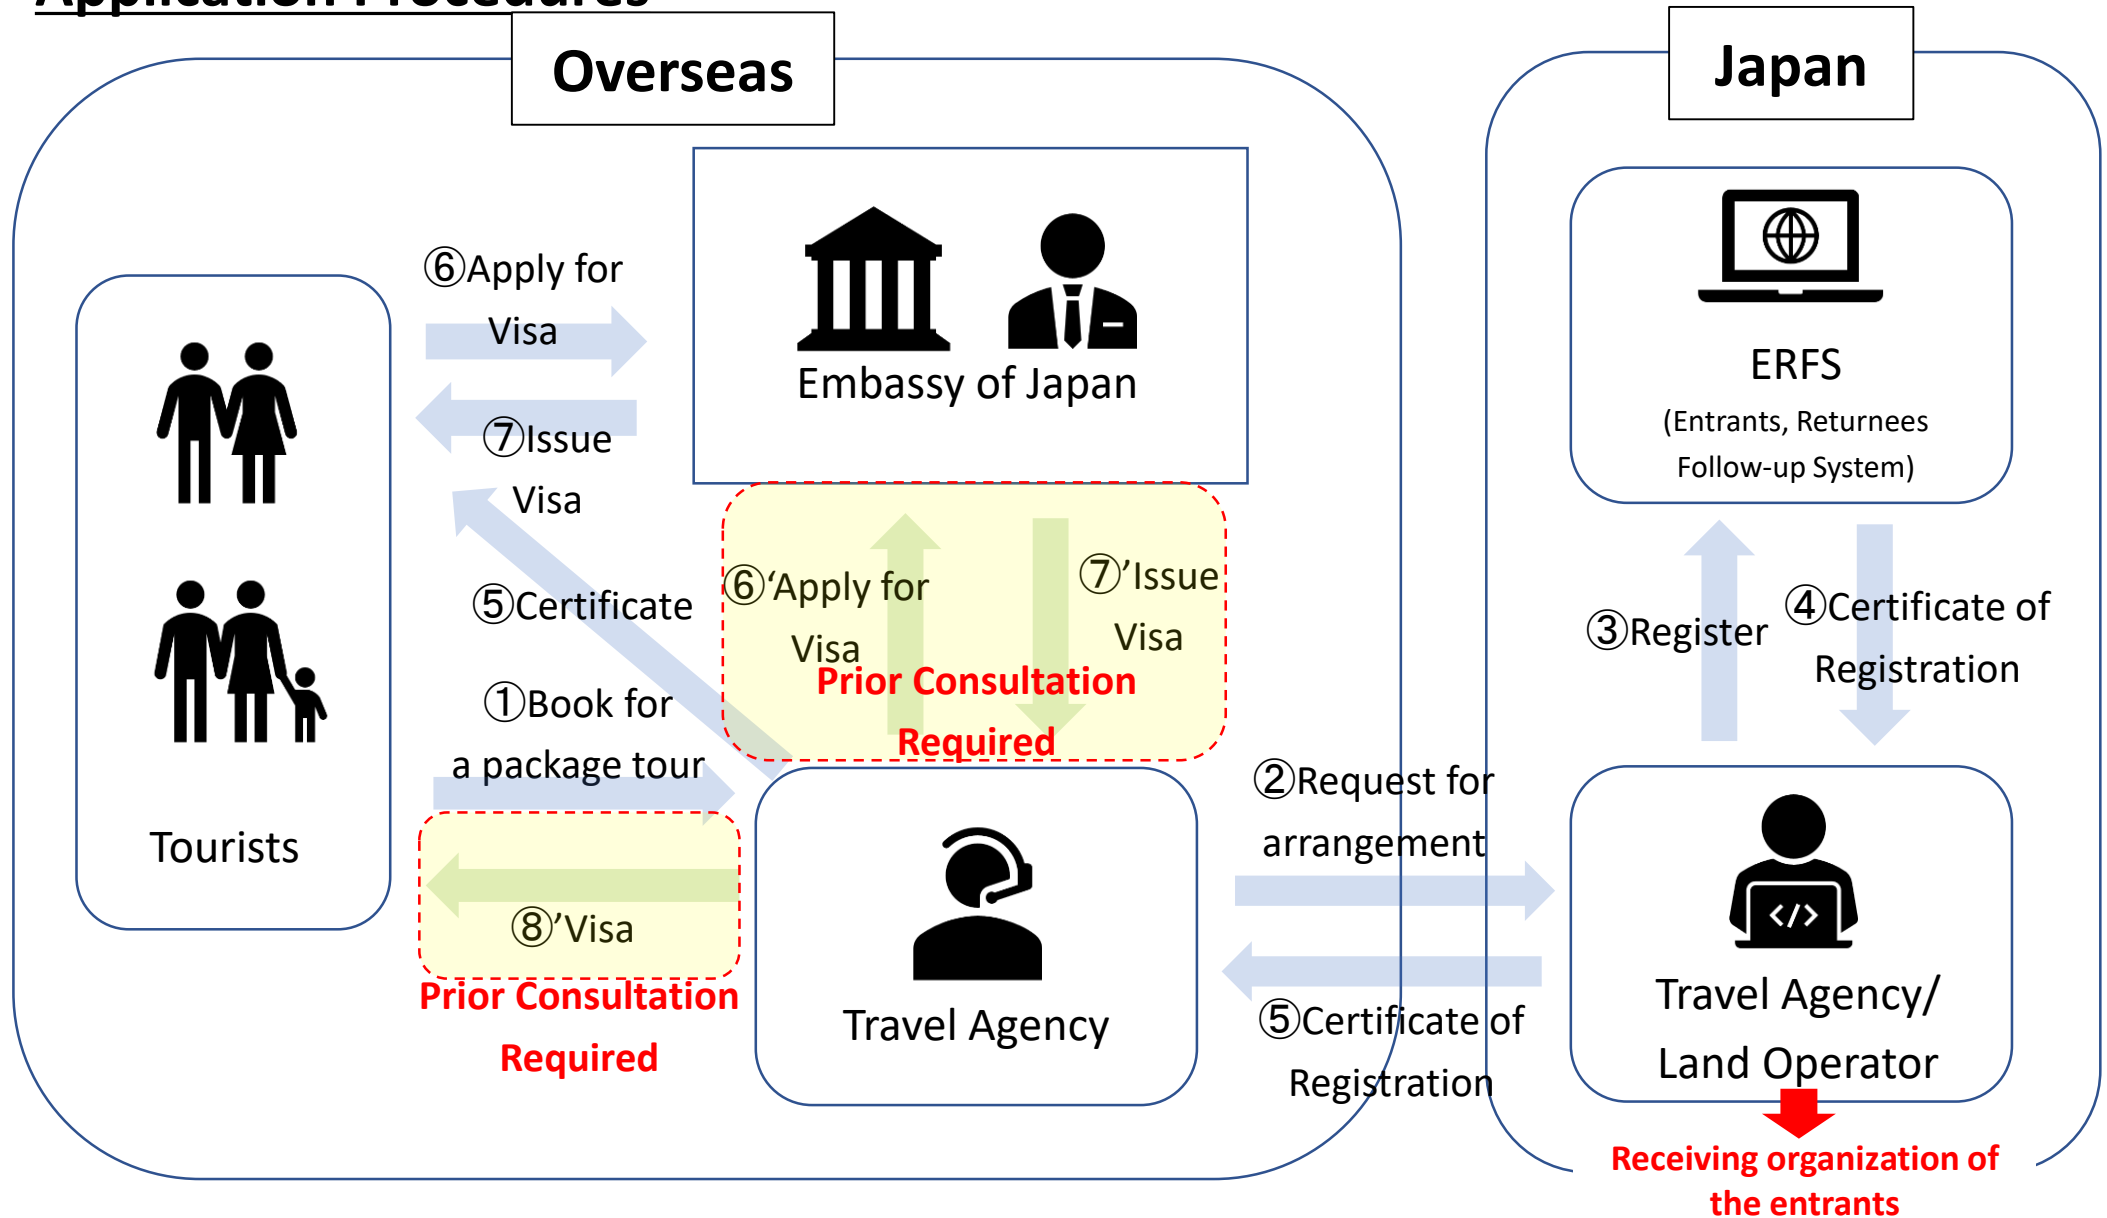 Application Procedures
Overseas
Japan
⑥Apply for
Visa
Embassy of Japan
⑦Issue
Visa
ERFS
(Entrants, Returnees
Follow-up System)
⑤Certificate
⑥‘Apply for
Visa
⑦’Issue
Visa
Prior Consultation
Required
③Register
④Certificate of
Registration
①Book for
a package tour
Tourists
②Request for
arrangement
⑧’Visa
Prior Consultation
Required
Travel Agency
⑤Certificate of
Registration
Travel Agency/
Land Operator
Receiving organization of
the entrants